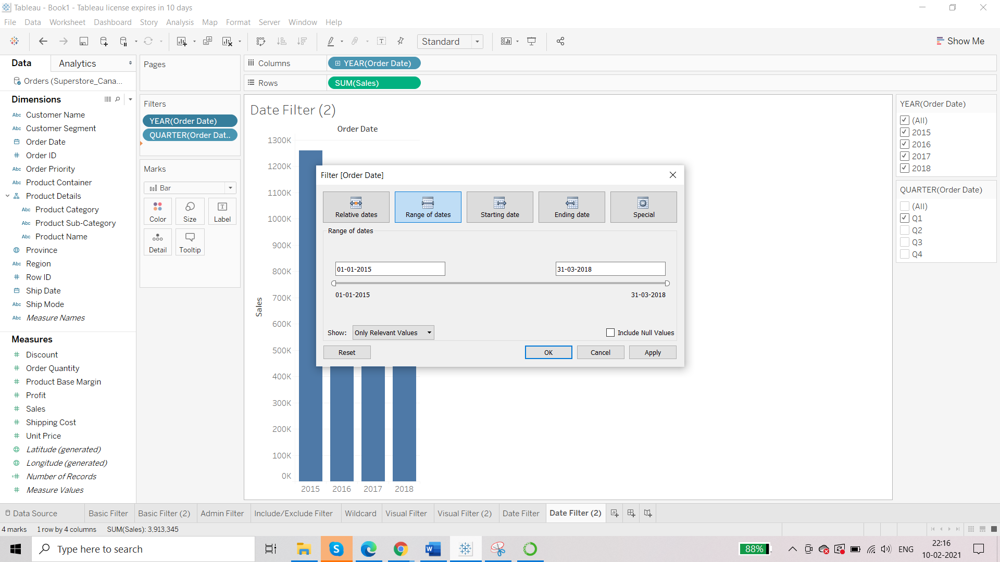 Tableau - Book1 - Tableau license expires in 10 days
File Data Worksheet Dashboard Story Analysis Map Format Server Window Help
Standard
Show Me
Data
Analytics
Orders (Superstore_Cana...
Dimensions
Abc Customer Name
Abc Customer Segment
Order Date
# Order ID
Abc Order Priority
Abc Product Container
Product Details
Abc Product Category
Abc Product Sub-Category
Abc Product Name
Province
Abc Region
# Row ID
Ship Date
Abc Ship Mode
Abc Measure Names
Measures
# Discount
# Order Quantity
# Product Base Margin
# Profit
# Sales
# Shipping Cost
# Unit Price
Latitude (generated)
Longitude (generated)
=# Number of Records
# Measure Values
Pages
Filters
YEAR(Order Date)
QUARTER(Order Dat..
Marks
Bar
Color
Size
T
Label
Detail
Tooltip
Columns
YEAR(Order Date)
Rows
SUM(Sales)
Date Filter (2)
Order Date
1300K
1200K
1100K
1000K
900K
800K
700K
600K
500K
400K
300K
200K
100K
0K
Sales
2015 2016 2017 2018
Filter [Order Date]
Relative dates
Range of dates
Starting date
Ending date
Special
Range of dates
01-01-2015
31-03-2018
01-01-2015
31-03-2018
Show:
Only Relevant Values
Include Null Values
Reset
OK
Cancel
Apply
YEAR(Order Date)
(All)
2015
2016
2017
2018
QUARTER(Order Date)
(All)
Q1
Q2
Q3
Q4
Data Source
Basic Filter
Basic Filter (2)
Admin Filter
Include/Exclude Filter
Wildcard
Visual Filter
Visual Filter (2)
Date Filter
Date Filter (2)
4 marks
1 row by 4 columns
SUM(Sales): 3,913,345
Type here to search
88%
ENG
22:16
10-02-2021